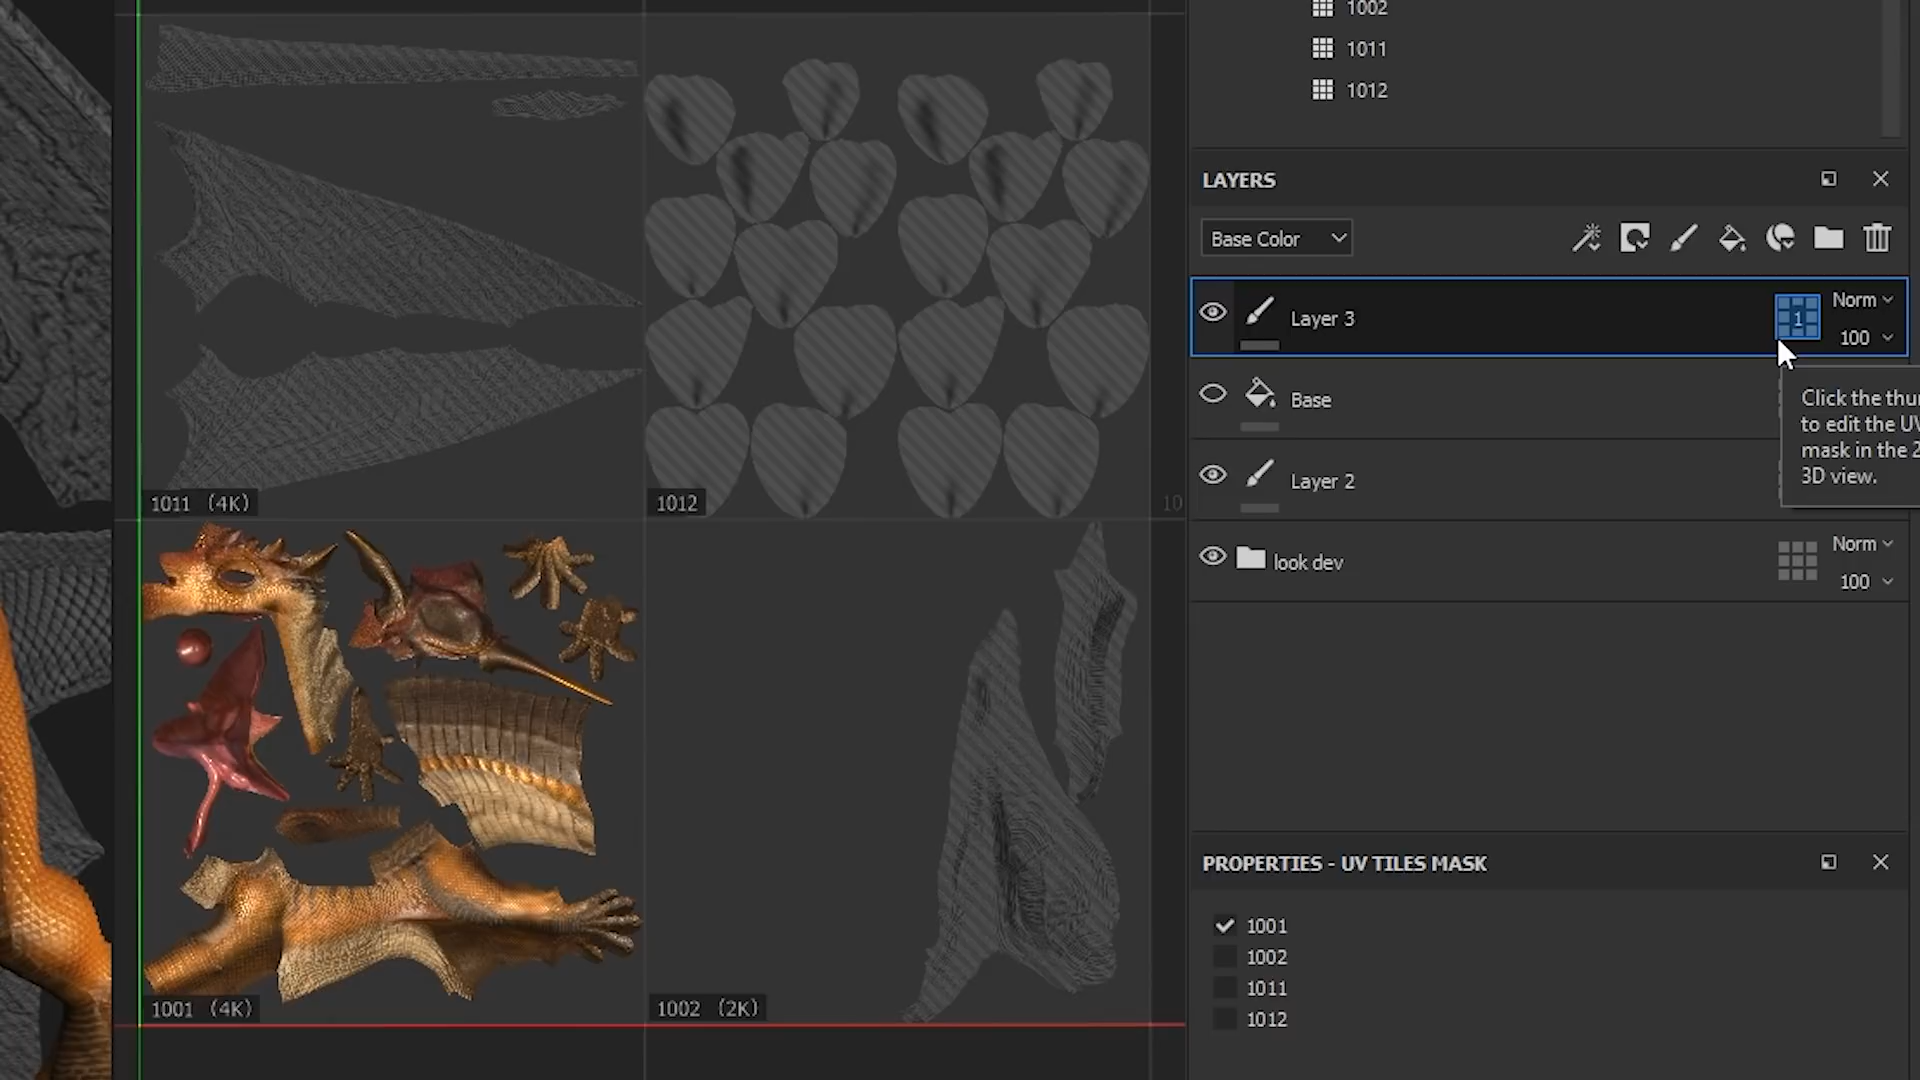 1002
1011
1012
LAYERS
Base Color
Layer 3
1
Norm
100
Base
Click the
to edit the
mask in the
3D view.
Layer 2
look dev
Norm
100
1011 (4K)
1012
10
1001 (4K)
1002 (2K)
PROPERTIES - UV TILES MASK
1001
1002
1011
1012